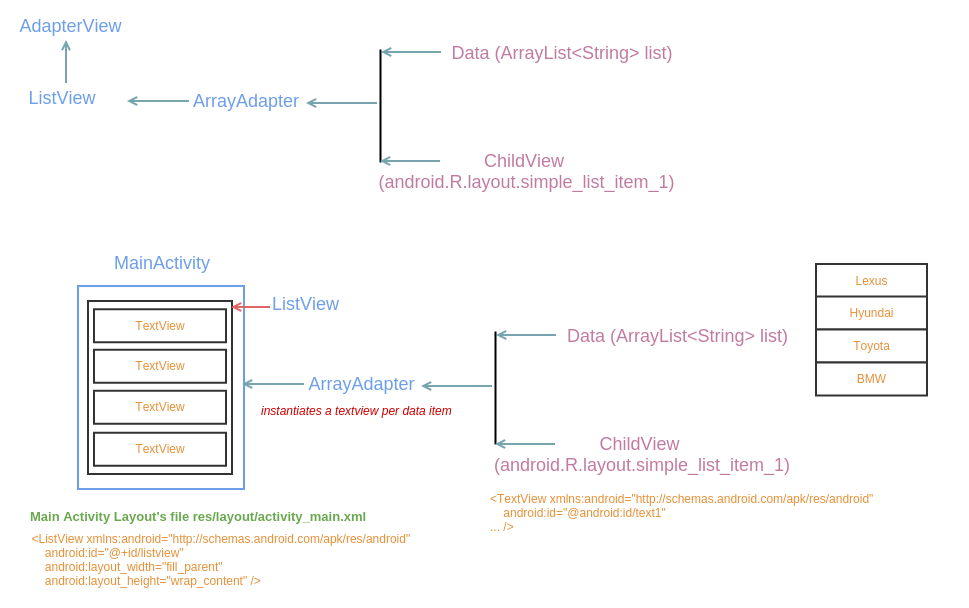 AdapterView
Data (ArrayList<String> list)
ListView
ArrayAdapter
ChildView
(android.R.layout.simple_list_item_1)
MainActivity
ListView
TextView
TextView
TextView
TextView
ArrayAdapter
instantiates a textview per data item
Data (ArrayList<String> list)
ChildView
(android.R.layout.simple_list_item_1)
Lexus
Hyundai
Toyota
BMW
<TextView xmlns:android="http://schemas.android.com/apk/res/android"
android:id="@android:id/text1"
... />
Main Activity Layout's file res/layout/activity_main.xml
<ListView xmlns:android="http://schemas.android.com/apk/res/android"
android:id="@+id/listview"
android:layout_width="fill_parent"
android:layout_height="wrap_content" />